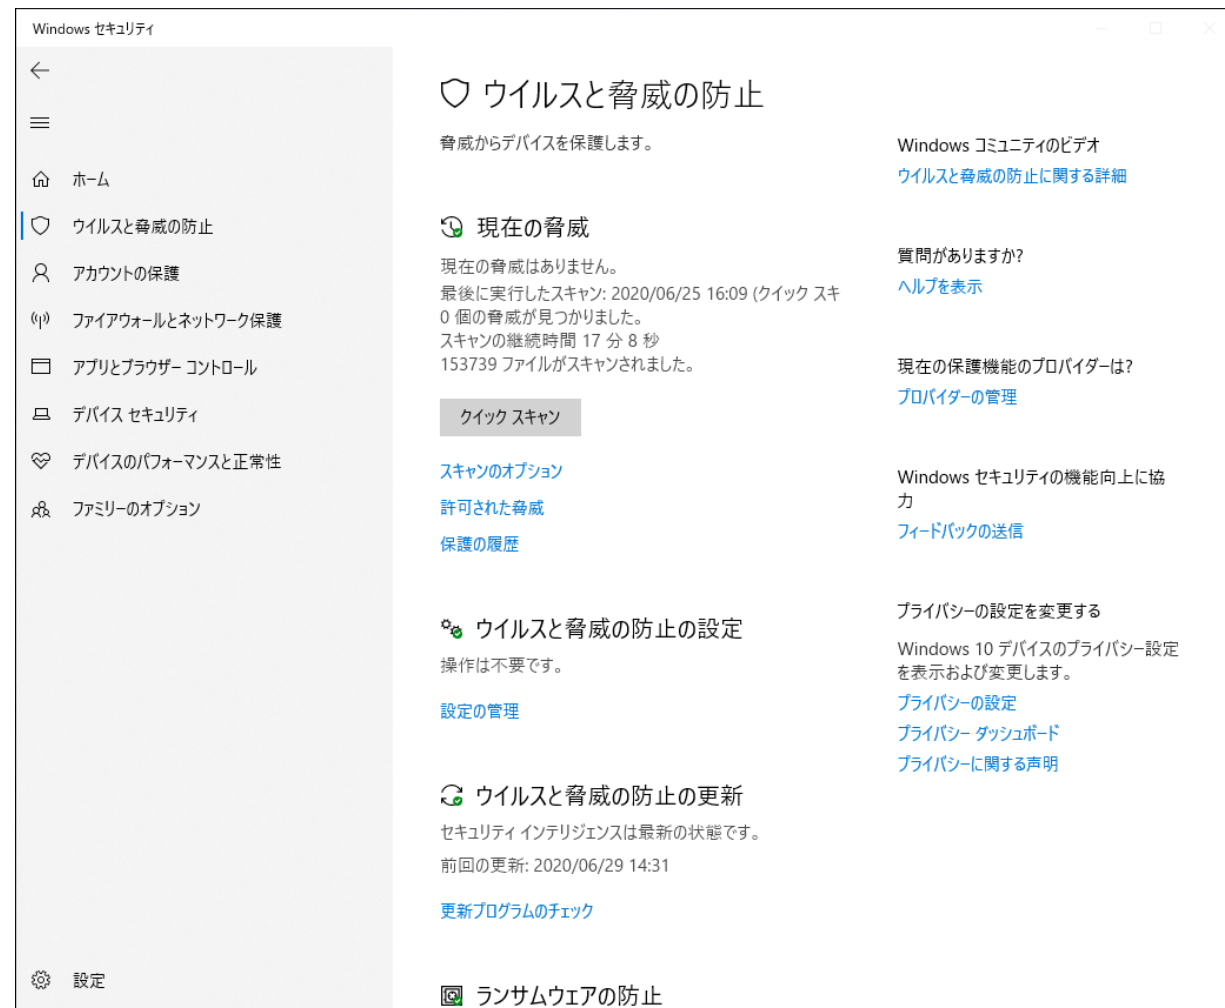 Windows セキュリティ
ホーム
ウイルスと脅威の防止
アカウントの保護
ファイアウォールとネットワーク保護
アプリとブラウザー コントロール
デバイス セキュリティ
デバイスのパフォーマンスと正常性
ファミリーのオプション
設定
ウイルスと脅威の防止
脅威からデバイスを保護します。
現在の脅威
現在の脅威はありません。
最後に実行したスキャン: 2020/06/25 16:09 (クイック スキ
0 個の脅威が見つかりました。
スキャンの継続時間 17 分 8 秒
153739 ファイルがスキャンされました。
クイック スキャン
スキャンのオプション
許可された脅威
保護の履歴
ウイルスと脅威の防止の設定
操作は不要です。
設定の管理
ウイルスと脅威の防止の更新
セキュリティ インテリジェンスは最新の状態です。
前回の更新: 2020/06/29 14:31
更新プログラムのチェック
ランサムウェアの防止
Windows コミュニティのビデオ
ウイルスと脅威の防止に関する詳細
質問がありますか?
ヘルプを表示
現在の保護機能のプロバイダーは?
プロバイダーの管理
Windows セキュリティの機能向上に協
力
フィードバックの送信
プライバシーの設定を変更する
Windows 10 デバイスのプライバシー設定
を表示および変更します。
プライバシーの設定
プライバシー ダッシュボード
プライバシーに関する声明